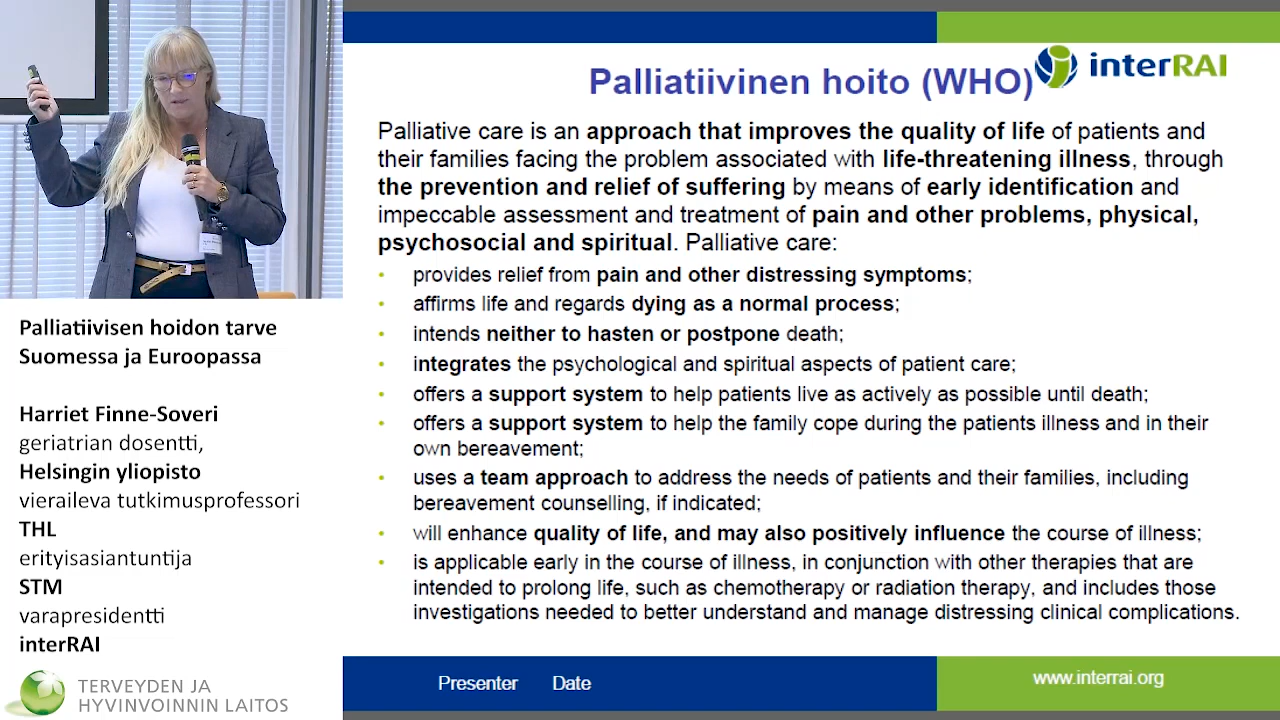 Palliatiivinen hoito (WHO)
interRAI
Palliative care is an approach that improves the quality of life of patients and
their families facing the problem associated with life-threatening illness, through
the prevention and relief of suffering by means of early identification and
impeccable assessment and treatment of pain and other problems, physical,
psychosocial and spiritual. Palliative care:
• provides relief from pain and other distressing symptoms;
• affirms life and regards dying as a normal process;
• intends neither to hasten or postpone death;
• integrates the psychological and spiritual aspects of patient care;
• offers a support system to help patients live as actively as possible until death;
• offers a support system to help the family cope during the patients illness and in their
own bereavement;
• uses a team approach to address the needs of patients and their families, including
bereavement counselling, if indicated;
• will enhance quality of life, and may also positively influence the course of illness;
• is applicable early in the course of illness, in conjunction with other therapies that are
intended to prolong life, such as chemotherapy or radiation therapy, and includes those
investigations needed to better understand and manage distressing clinical complications.
Presenter Date
www.interrai.org
Palliatiivisen hoidon tarve
Suomessa ja Euroopassa
Harriet Finne-Soveri
geriatrian dosentti,
Helsingin yliopisto
vieraileva tutkimusprofessori
THL
erityisasiantuntija
STM
varapresidentti
interRAI
TERVEYDEN JA
HYVINVOINNIN LAITOS